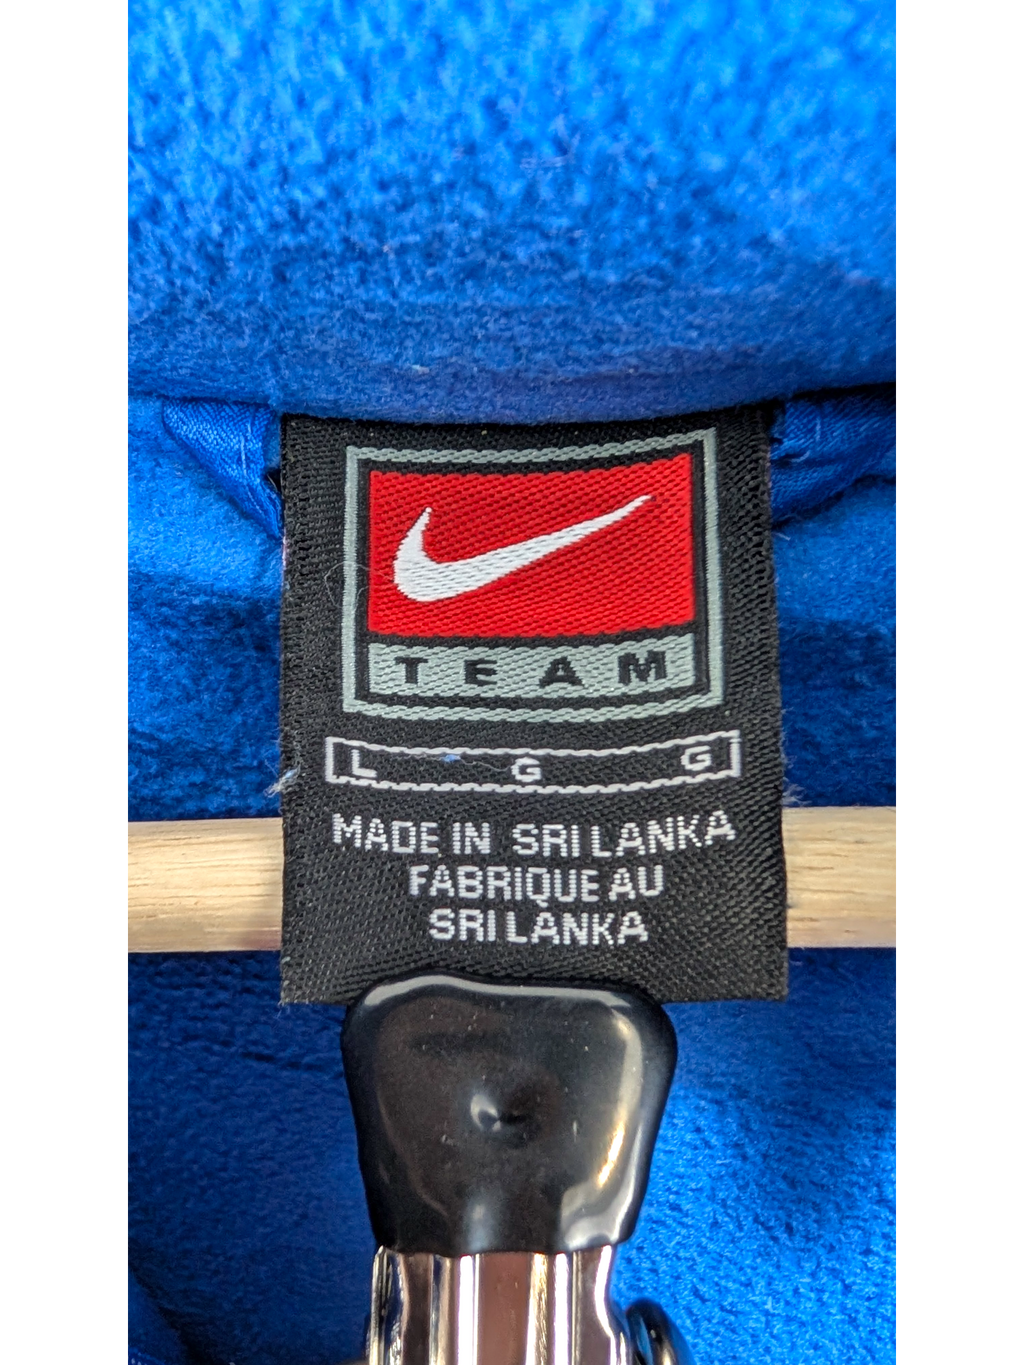 TEAM
L G G
MADE IN SRI LANKA
FABRIQUE AU
SRI LANKA